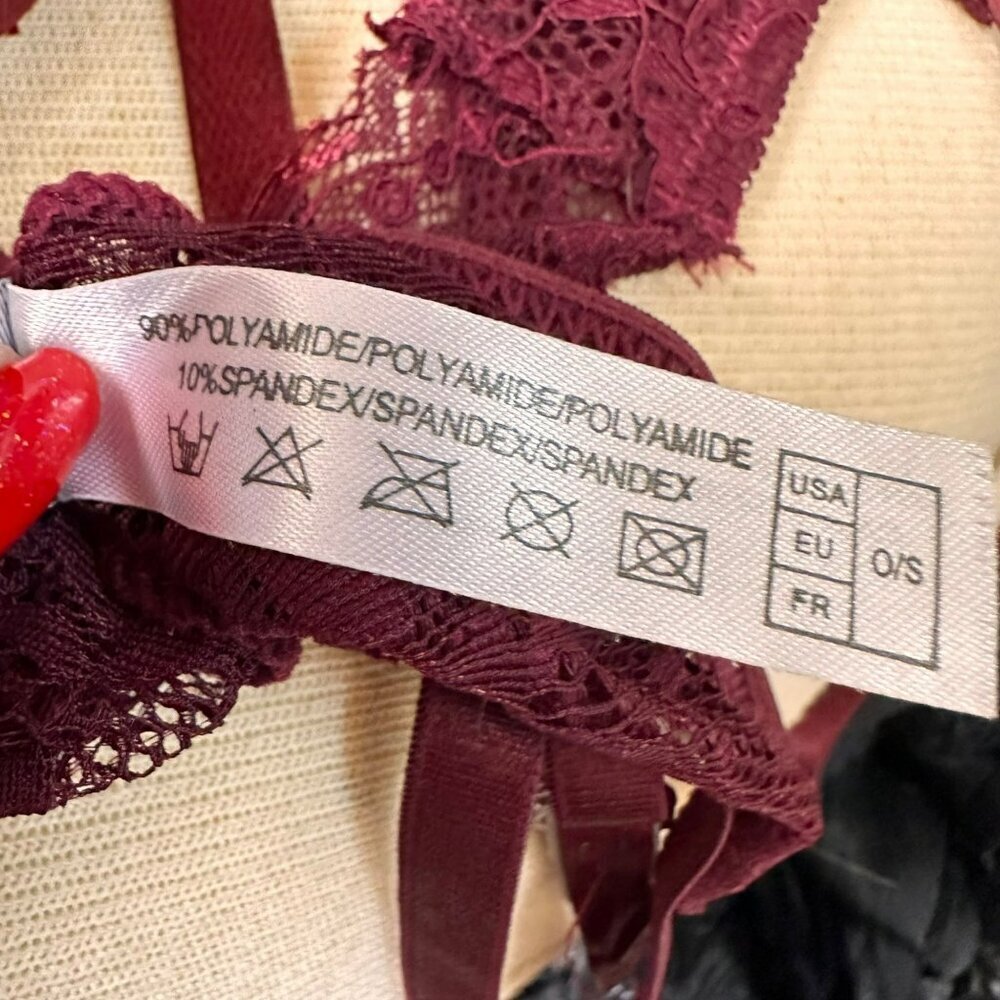 90%POLYAMIDE/POLYAMIDE/POLYAMIDE
10%SPANDEX/SPANDEX/SPANDEX
USA
EU
FR
O/S